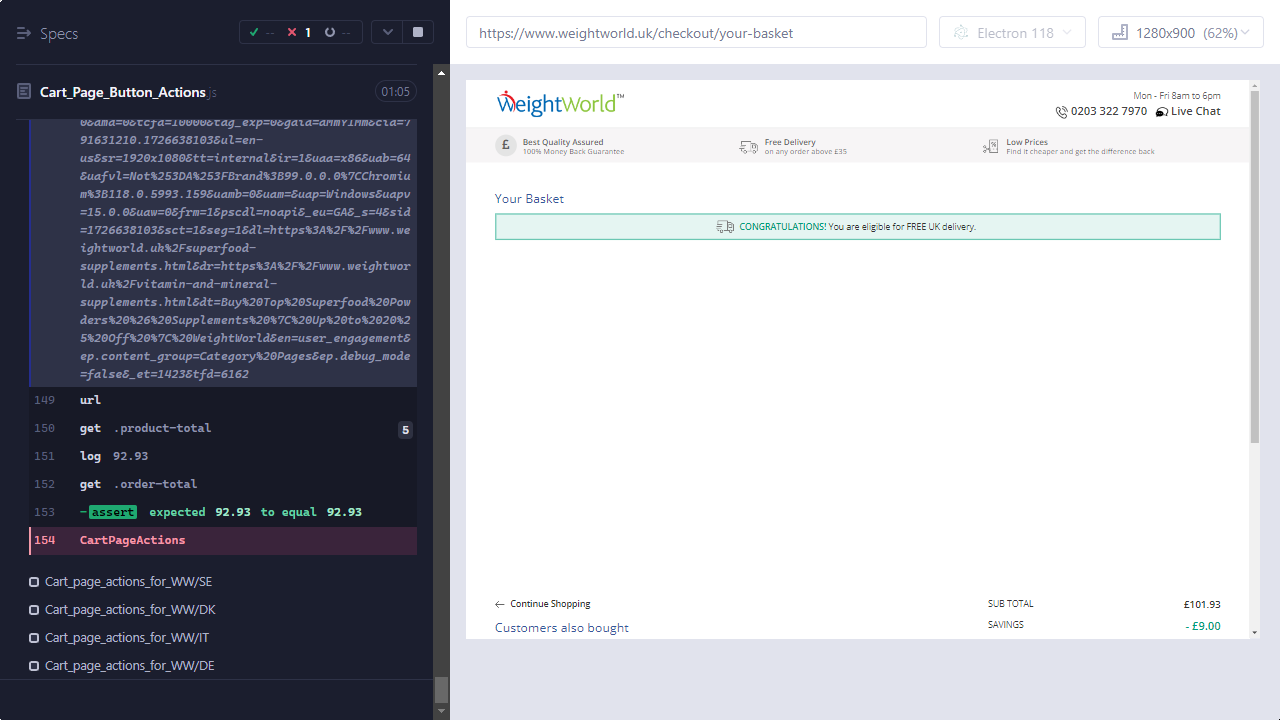 Specs
--
1
--
Cart_Page_Button_Actions.js
01:05
0&ama=0&tcfd=10000&tag_exp=0&gdid=dMmY1Mm&cid=7
91631210.1726638103&ul=en-
us&sr=1920x1080&tt=internal&ir=1&uaa=x86&uab=64
&uafvl=Not%253DA%253FBrand%3B99.0.0.0%7CChromiu
m%3B118.0.5993.159&uamb=0&uam=&uap=Windows&uapv
=15.0.0&uaw=0&frm=1&pscdl=noapi&_eu=GA&_s=4&sid
=1726638103&sct=1&seg=1&dl=https%3A%2F%2Fwww.we
ightworld.uk%2Fsuperfood-
supplements.html&dr=https%3A%2F%2Fwww.weightwor
ld.uk%2Fvitamin-and-mineral-
supplements.html&dt=Buy%20Top%20Superfood%20Pow
ders%20%26%20Supplements%20%7C%20Up%20to%2020%2
5%20Off%20%7C%20WeightWorld&en=user_engagement&
ep.content_group=Category%20Pages&ep.debug_mode
=false&_et=1423&tfd=6162
149 url
150 get .product-total 5
151 log 92.93
152 get .order-total
153 -assert expected 92.93 to equal 92.93
154 CartPageActions
Cart_page_actions_for_WW/SE
Cart_page_actions_for_WW/DK
Cart_page_actions_for_WW/IT
Cart_page_actions_for_WW/DE
https://www.weightworld.uk/checkout/your-basket
Electron 118
1280x900 (62%)
WeightWorld™
Mon - Fri 8am to 6pm
0203 322 7970 Live Chat
£
Best Quality Assured
100% Money Back Guarantee
Free Delivery
on any order above £35
Low Prices
Find it cheaper and get the difference back
Your Basket
CONGRATULATIONS! You are eligible for FREE UK delivery.
Continue Shopping
SUB TOTAL £101.93
Customers also bought
SAVINGS - £9.00